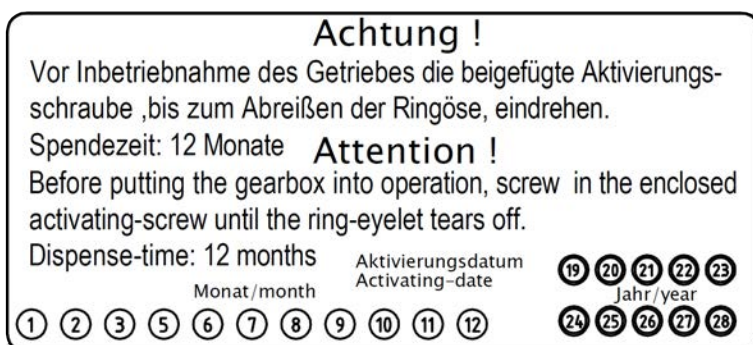 Achtung !
Vor Inbetriebnahme des Getriebes die beigefügte Aktivierungs-
schraube ,bis zum Abreißen der Ringöse, eindrehen.
Spendezeit: 12 Monate Attention !
Before putting the gearbox into operation, screw in the enclosed
activating-screw until the ring-eyelet tears off.
Dispense-time: 12 months
Aktivierungsdatum
Activating-date
19 20 21 22 23
Monat/month
Jahr/year
1 2 3 5 6 7 8 9 10 11 12
24 25 26 27 28